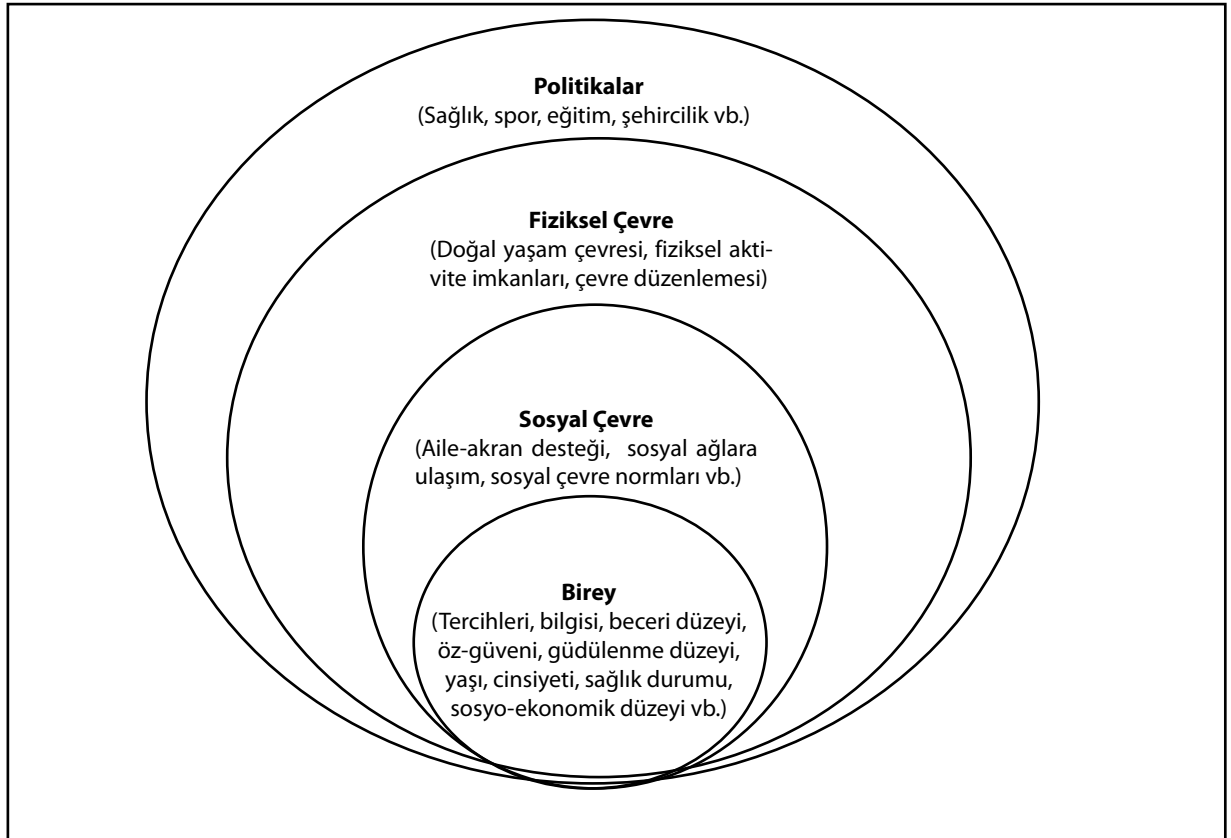 Politikalar
(Sağlık, spor, eğitim, şehircilik vb.)
Fiziksel Çevre
(Doğal yaşam çevresi, fiziksel akti-
vite imkanları, çevre düzenlemesi)
Sosyal Çevre
(Aile-akran desteği, sosyal ağlara
ulaşım, sosyal çevre normları vb.)
Birey
(Tercihleri, bilgisi, beceri düzeyi,
öz-güveni, güdülenme düzeyi,
yaşı, cinsiyeti, sağlık durumu,
sosyo-ekonomik düzeyi vb.)